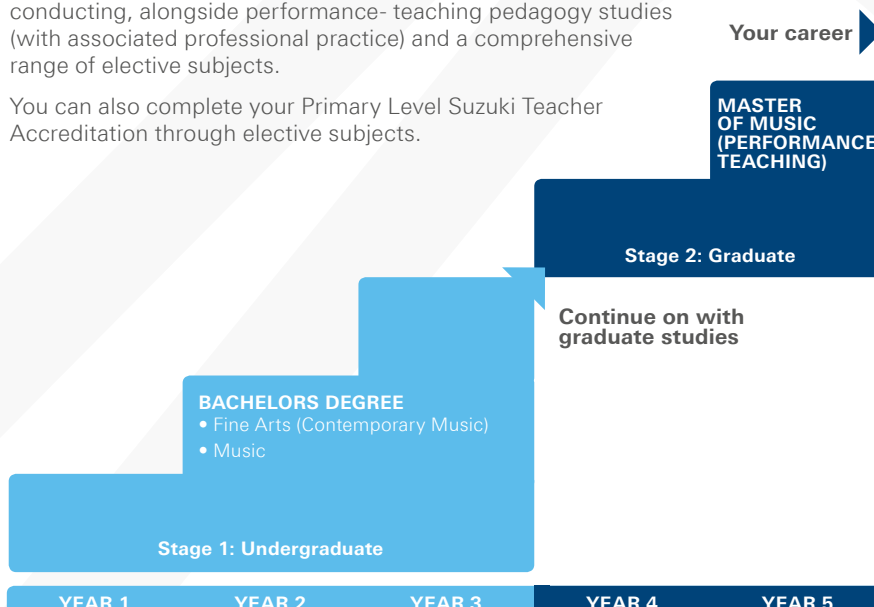 conducting, alongside performance- teaching pedagogy studies
(with associated professional practice) and a comprehensive
range of elective subjects.
You can also complete your Primary Level Suzuki Teacher
Accreditation through elective subjects.
Your career
MASTER
OF MUSIC
(PERFORMANCE
TEACHING)
Stage 2: Graduate
Continue on with
graduate studies
BACHELORS DEGREE
• Fine Arts (Contemporary Music)
• Music
Stage 1: Undergraduate
YEAR 1 YEAR 2 YEAR 3 YEAR 4 YEAR 5